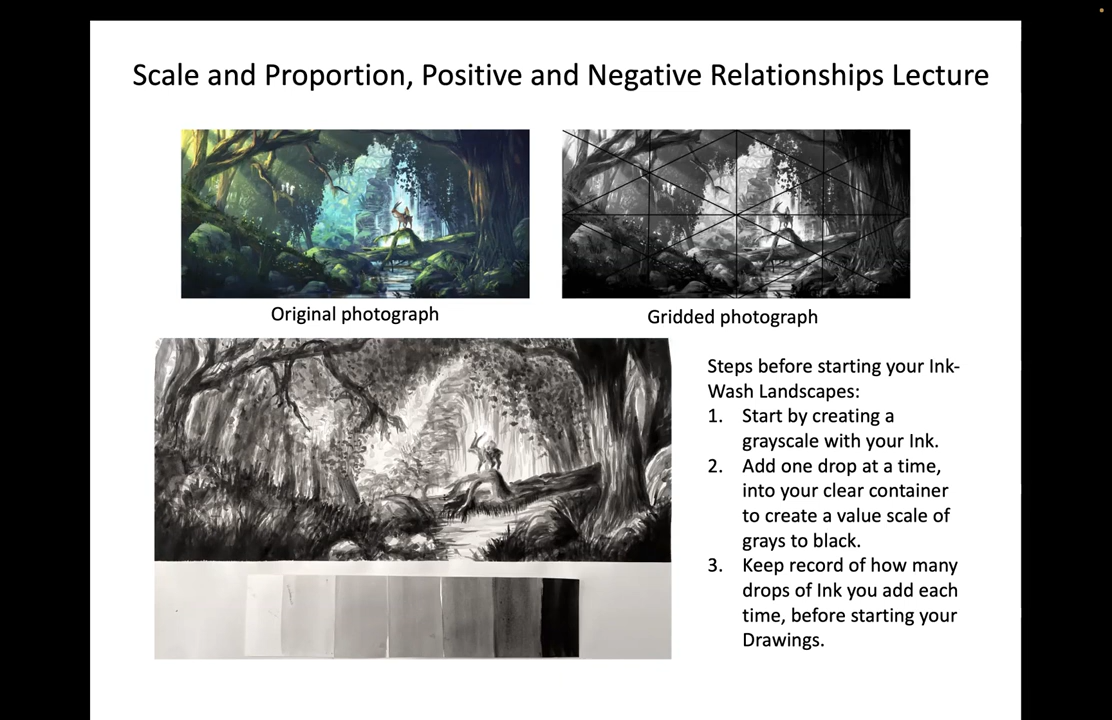 Scale and Proportion, Positive and Negative Relationships Lecture
Original photograph
Gridded photograph
Steps before starting your Ink-
Wash Landscapes:
1. Start by creating a
grayscale with your Ink.
2. Add one drop at a time,
into your clear container
to create a value scale of
grays to black.
3. Keep record of how many
drops of Ink you add each
time, before starting your
Drawings.